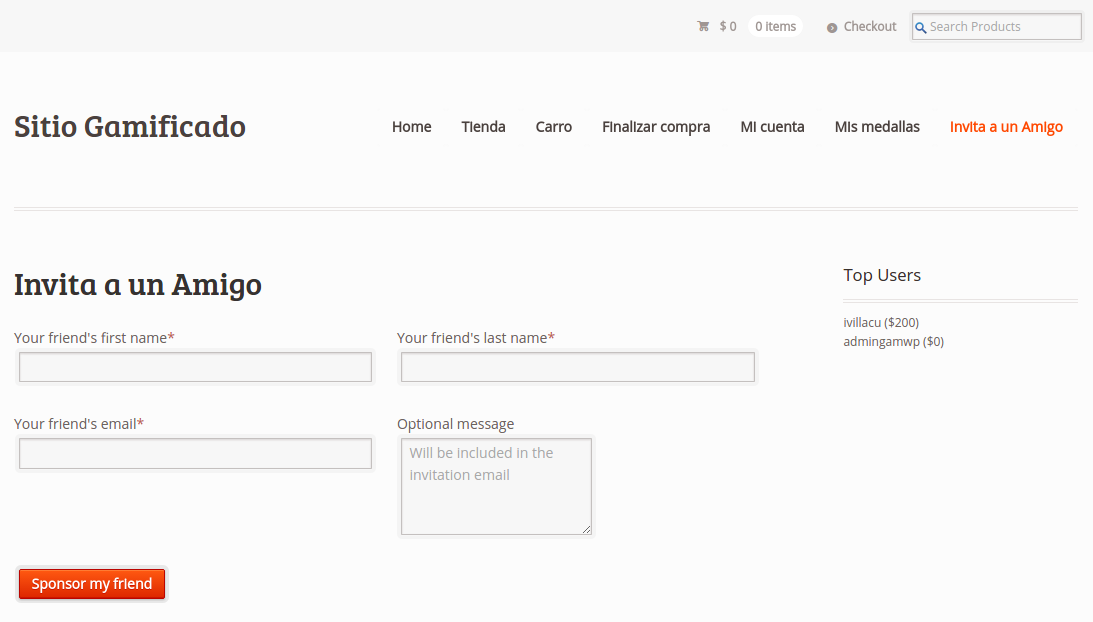 $ 0 0 items Checkout Search Products
Sitio Gamificado
Home Tienda Carro Finalizar compra Mi cuenta Mis medallas Invita a un Amigo
Invita a un Amigo
Your friend's first name*
Your friend's last name*
Your friend's email*
Optional message
Will be included in the
invitation email
Sponsor my friend
Top Users
ivillacu ($200)
admingamwp ($0)